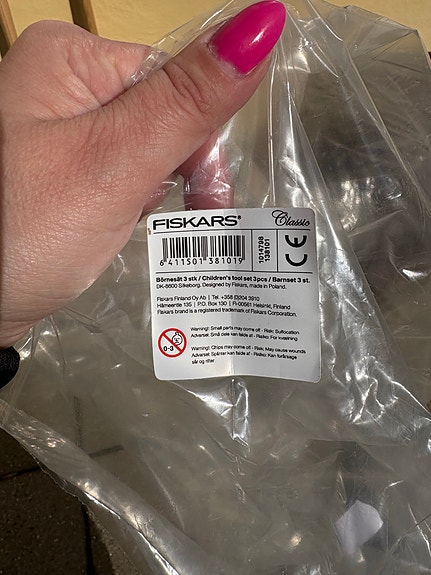 FISKARS®
Classic
6 411501 381019
1014798
138101
CE
Börnesåt 3 stk / Children's tool set 3pcs / Barnset 3 st.
DK-8600 Silkeborg. Designed by Fiskars, made in Poland.
Fiskars Finland Oy Ab | Tel. +358 (0)204 3910
Hämeentie 135 | P.O. Box 130 | FI-00561 Helsinki, Finland
Fiskars brand is a registered trademark of Fiskars Corporation.
0-3
Warning!: Small parts may come off - Risk: Suffocation
Advarsel: Små dele kan falde af - Risiko: For kvælning
Warning!: Chips may come off - Risk: May cause wounds
Advarsel: Splinter kan falde af - Risiko: Kan forårsage
sår og rifter